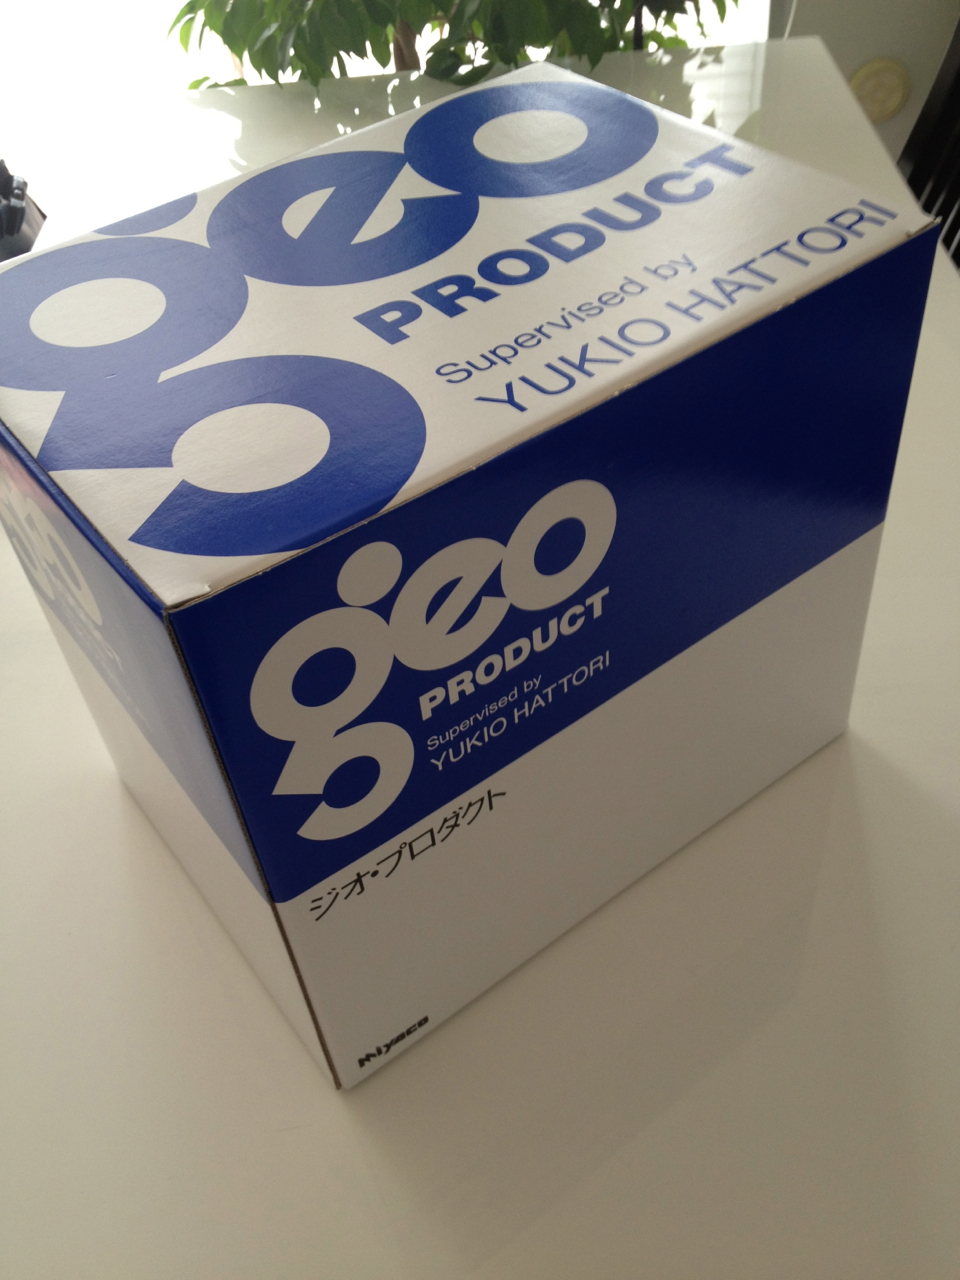 geo
PRODUCT
Supervised by
YUKIO HATTORI
geo
PRODUCT
Supervised by
YUKIO HATTORI
ジオ・プロダクト
miyaco